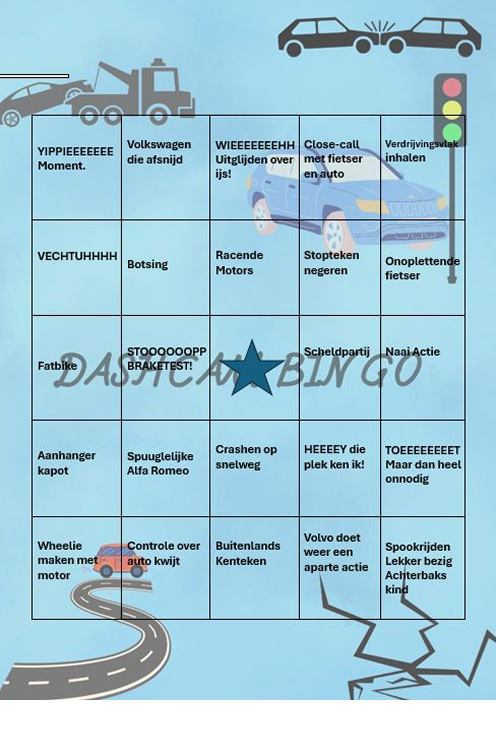 YIPPIEEEEEEE
Moment.
Volkswagen
die afsnijd
WIEEEEEEEHH
Uitglijden over
ijs!
Close-call
met fietser
en auto
Verdrijvingsvlak
inhalen
VECHTUHHHH
Botsing
Racende
Motors
Stopteken
negeren
Onoplettende
fietser
DASHCAM BINGO
Fatbike
STOOOOOOPP
BRAKETEST!
Scheldpartij
Naai Actie
Aanhanger
kapot
Spuuglelijke
Alfa Romeo
Crashen op
snelweg
HEEEEY die
plek ken ik!
TOEEEEEEEET
Maar dan heel
onnodig
Wheelie
maken met
motor
Controle over
auto kwijt
Buitenlands
Kenteken
Volvo doet
weer een
aparte actie
Spookrijden
Lekker bezig
Achterbaks
kind